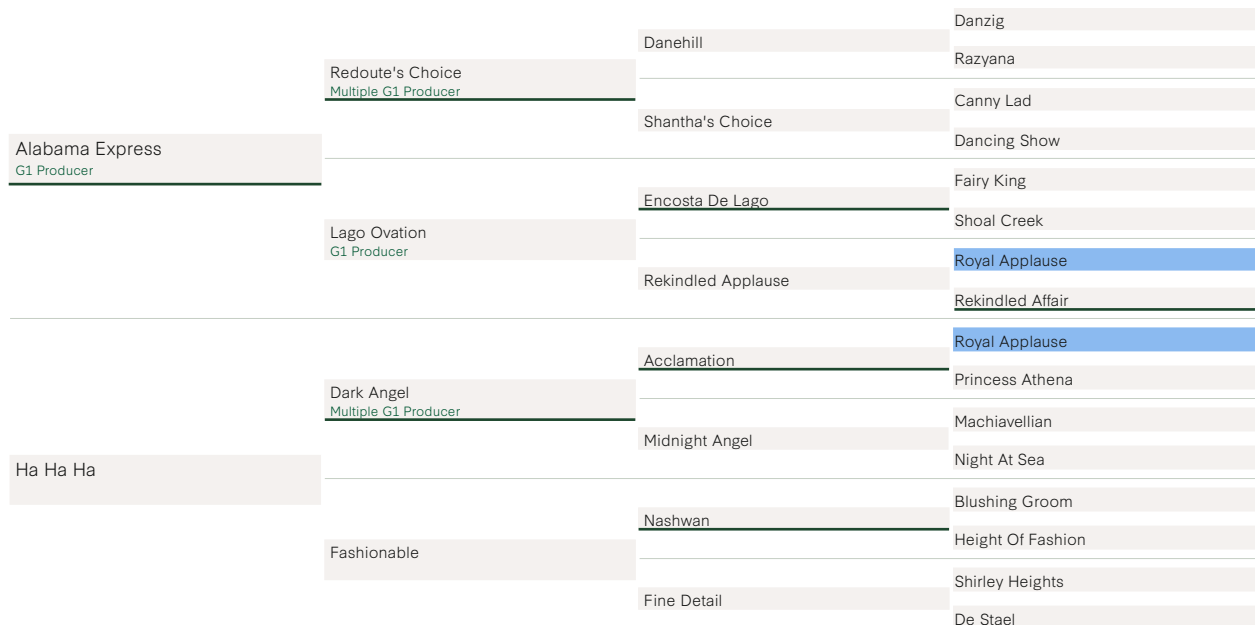 Alabama Express
G1 Producer
Redoute's Choice
Multiple G1 Producer
Danehill
Danzig
Razyana
Shantha's Choice
Canny Lad
Dancing Show
Lago Ovation
G1 Producer
Encosta De Lago
Fairy King
Shoal Creek
Rekindled Applause
Royal Applause
Rekindled Affair
Ha Ha Ha
Dark Angel
Multiple G1 Producer
Acclamation
Royal Applause
Princess Athena
Midnight Angel
Machiavellian
Night At Sea
Fashionable
Nashwan
Blushing Groom
Height Of Fashion
Fine Detail
Shirley Heights
De Stael